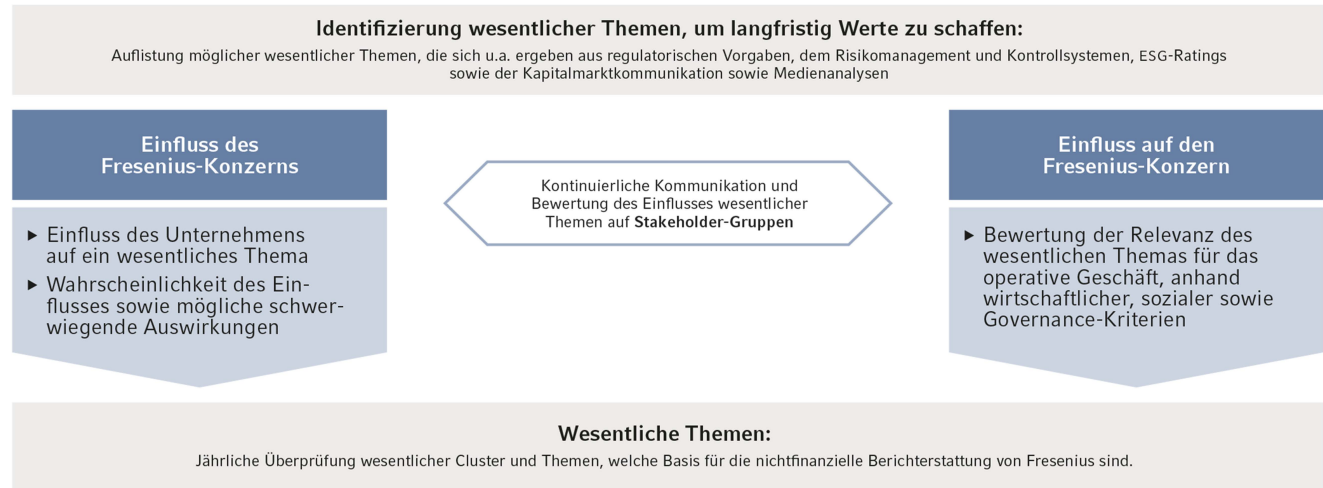 Identifizierung wesentlicher Themen, um langfristig Werte zu schaffen:
Auflistung möglicher wesentlicher Themen, die sich u.a. ergeben aus regulatorischen Vorgaben, dem Risikomanagement und Kontrollsystemen, ESG-Ratings
sowie der Kapitalmarktkommunikation sowie Medienanalysen
Einfluss des
Fresenius-Konzerns
► Einfluss des Unternehmens
auf ein wesentliches Thema
► Wahrscheinlichkeit des Ein-
flusses sowie mögliche schwer-
wiegende Auswirkungen
Kontinuierliche Kommunikation und
Bewertung des Einflusses wesentlicher
Themen auf Stakeholder-Gruppen
Einfluss auf den
Fresenius-Konzern
► Bewertung der Relevanz des
wesentlichen Themas für das
operative Geschäft, anhand
wirtschaftlicher, sozialer sowie
Governance-Kriterien
Wesentliche Themen:
Jährliche Überprüfung wesentlicher Cluster und Themen, welche Basis für die nichtfinanzielle Berichterstattung von Fresenius sind.